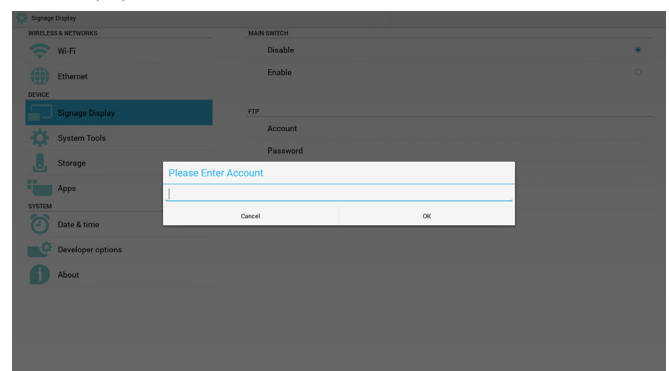 Signage Display
WIRELESS & NETWORKS
Wi-Fi
Ethernet
DEVICE
Signage Display
System Tools
Storage
Apps
SYSTEM
Date & time
Developer options
About
MAIN SWITCH
Disable
Enable
FTP
Account
Password
Please Enter Account
Cancel
OK